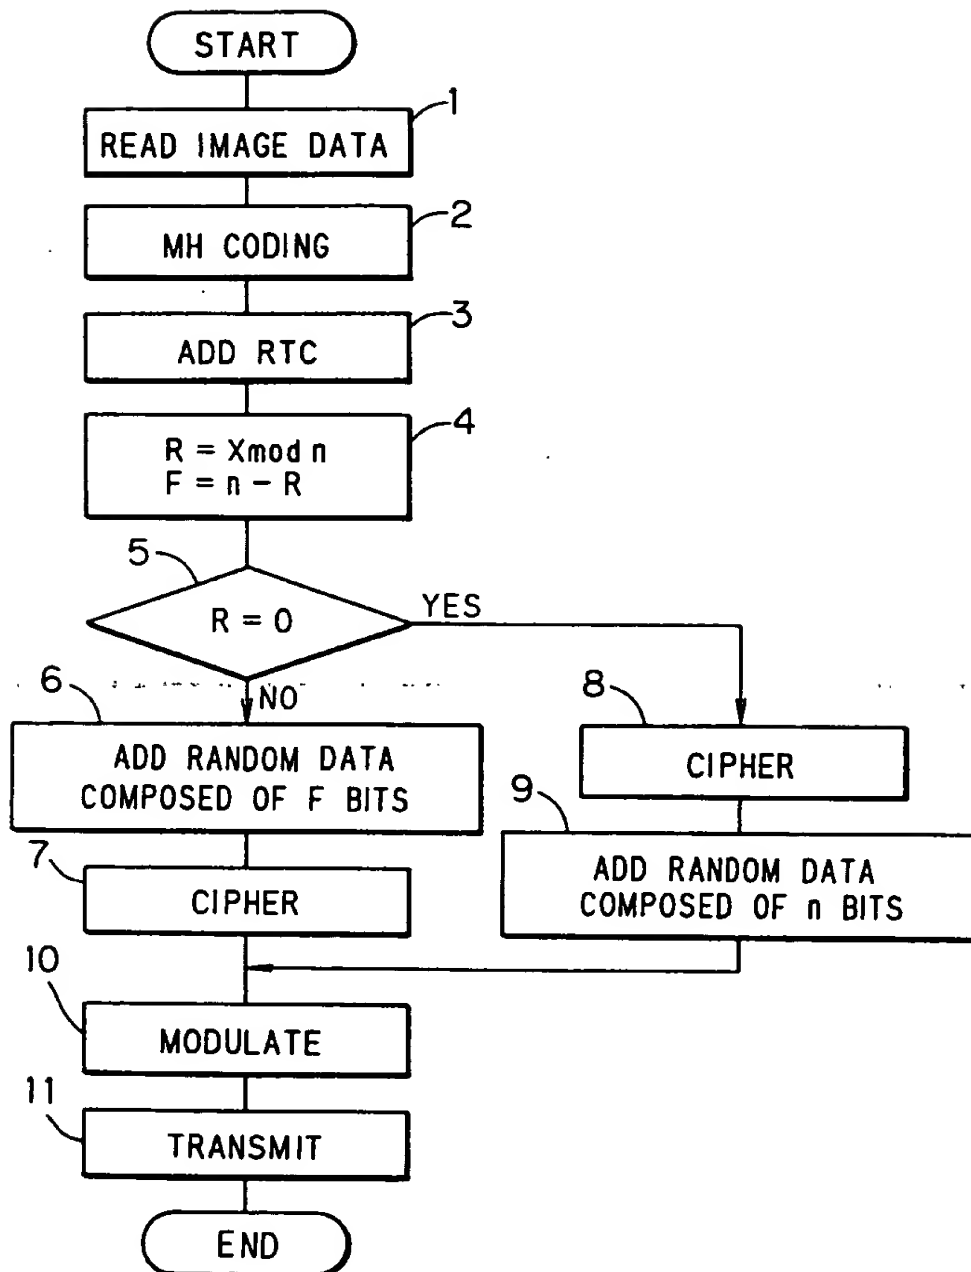 START
1
READ IMAGE DATA
2
MH CODING
3
ADD RTC
4
R = Xmod n
F = n - R
5
R = 0
YES
NO
6
ADD RANDOM DATA
COMPOSED OF F BITS
7
CIPHER
8
CIPHER
9
ADD RANDOM DATA
COMPOSED OF n BITS
10
MODULATE
11
TRANSMIT
END